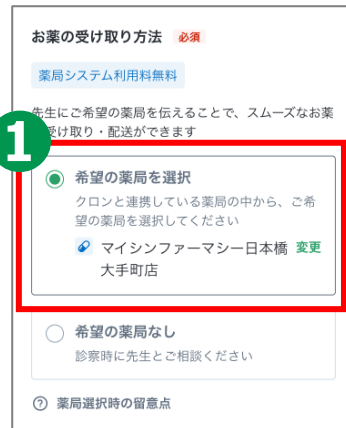 お薬の受け取り方法 必須
薬局システム利用料無料
先生にご希望の薬局を伝えることで、スムーズなお薬
受け取り・配送ができます
1
希望の薬局を選択
クロンと連携している薬局の中から、ご希
望の薬局を選択してください
マイシンファーマシー日本橋 変更
大手町店
希望の薬局なし
診察時に先生とご相談ください
? 薬局選択時の留意点